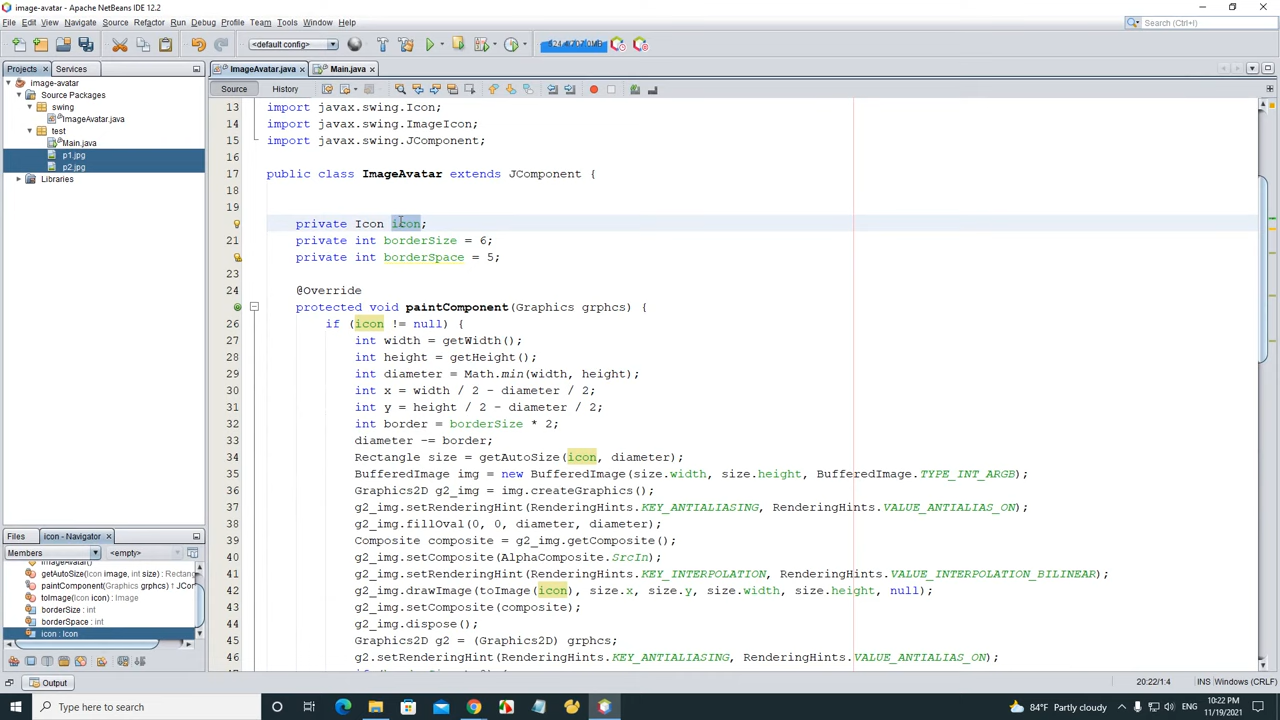 image-avatar - Apache NetBeans IDE 12.2
File Edit View Navigate Source Refactor Run Debug Profile Team Tools Window Help
Search (Ctrl+I)
<default config>
Projects Services
ImageAvatar.java Main.java
image-avatar
Source Packages
swing
ImageAvatar.java
test
Main.java
p1.jpg
p2.jpg
Libraries
Source History
13 import javax.swing.Icon;
14 import javax.swing.ImageIcon;
15 import javax.swing.JComponent;
16
17 public class ImageAvatar extends JComponent {
18
19
private Icon icon;
21 private int borderSize = 6;
private int borderSpace = 5;
23
24 @Override
protected void paintComponent(Graphics grphcs) {
26 if (icon != null) {
27 int width = getWidth();
28 int height = getHeight();
29 int diameter = Math.min(width, height);
30 int x = width / 2 - diameter / 2;
31 int y = height / 2 - diameter / 2;
32 int border = borderSize * 2;
33 diameter -= border;
34 Rectangle size = getAutoSize(icon, diameter);
35 BufferedImage img = new BufferedImage(size.width, size.height, BufferedImage.TYPE_INT_ARGB);
36 Graphics2D g2_img = img.createGraphics();
37 g2_img.setRenderingHint(RenderingHints.KEY_ANTIALIASING, RenderingHints.VALUE_ANTIALIAS_ON);
38 g2_img.fillOval(0, 0, diameter, diameter);
39 Composite composite = g2_img.getComposite();
40 g2_img.setComposite(AlphaComposite.SrcIn);
41 g2_img.setRenderingHint(RenderingHints.KEY_INTERPOLATION, RenderingHints.VALUE_INTERPOLATION_BILINEAR);
42 g2_img.drawImage(toImage(icon), size.x, size.y, size.width, size.height, null);
43 g2_img.setComposite(composite);
44 g2_img.dispose();
45 Graphics2D g2 = (Graphics2D) grphcs;
46 g2.setRenderingHint(RenderingHints.KEY_ANTIALIASING, RenderingHints.VALUE_ANTIALIAS_ON);
Files icon - Navigator
Members <empty>
getAutoSize(Icon image, int size) : Rectang
paintComponent(Graphics grphcs)
toImage(Icon icon) : Image
borderSize : int
borderSpace : int
icon : Icon
Output
20:22/1:4 INS Windows (CRLF)
Type here to search
84°F Partly cloudy ENG
10:22 PM
11/19/2021